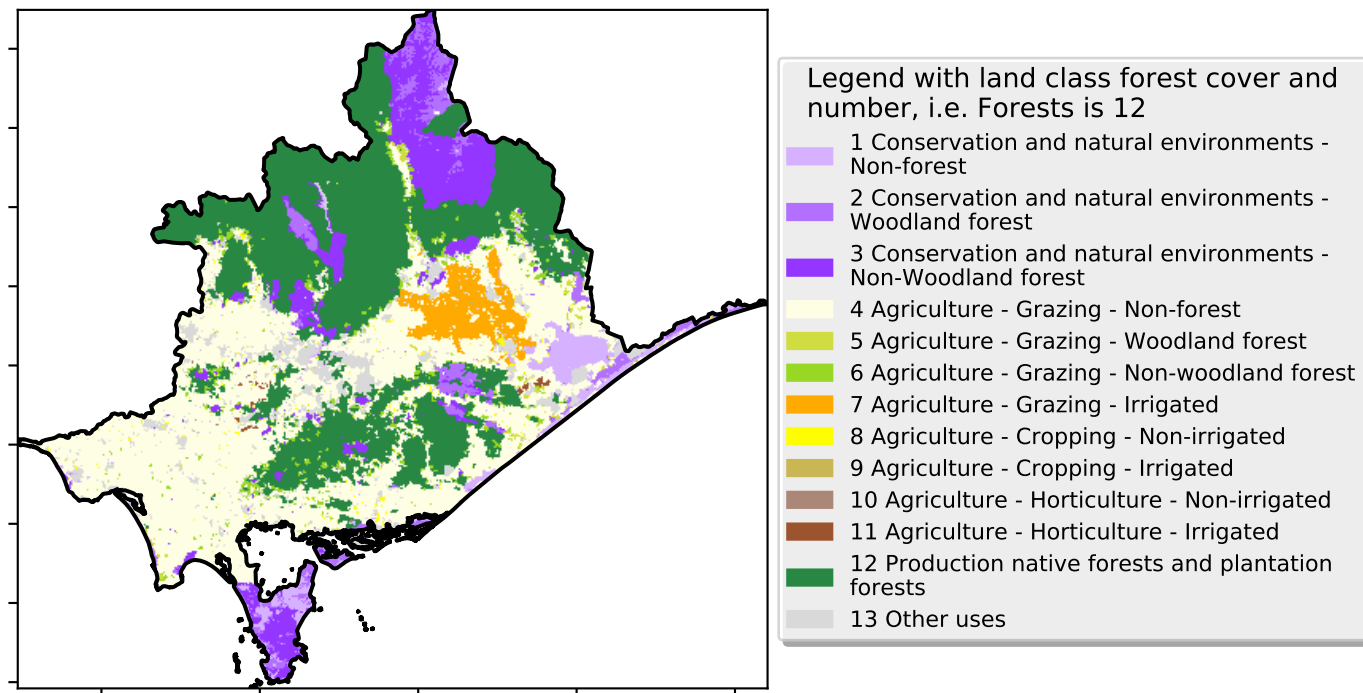 Legend with land class forest cover and
number, i.e. Forests is 12
1 Conservation and natural environments -
Non-forest
2 Conservation and natural environments -
Woodland forest
3 Conservation and natural environments -
Non-Woodland forest
4 Agriculture - Grazing - Non-forest
5 Agriculture - Grazing - Woodland forest
6 Agriculture - Grazing - Non-woodland forest
7 Agriculture - Grazing - Irrigated
8 Agriculture - Cropping - Non-irrigated
9 Agriculture - Cropping - Irrigated
10 Agriculture - Horticulture - Non-irrigated
11 Agriculture - Horticulture - Irrigated
12 Production native forests and plantation
forests
13 Other uses